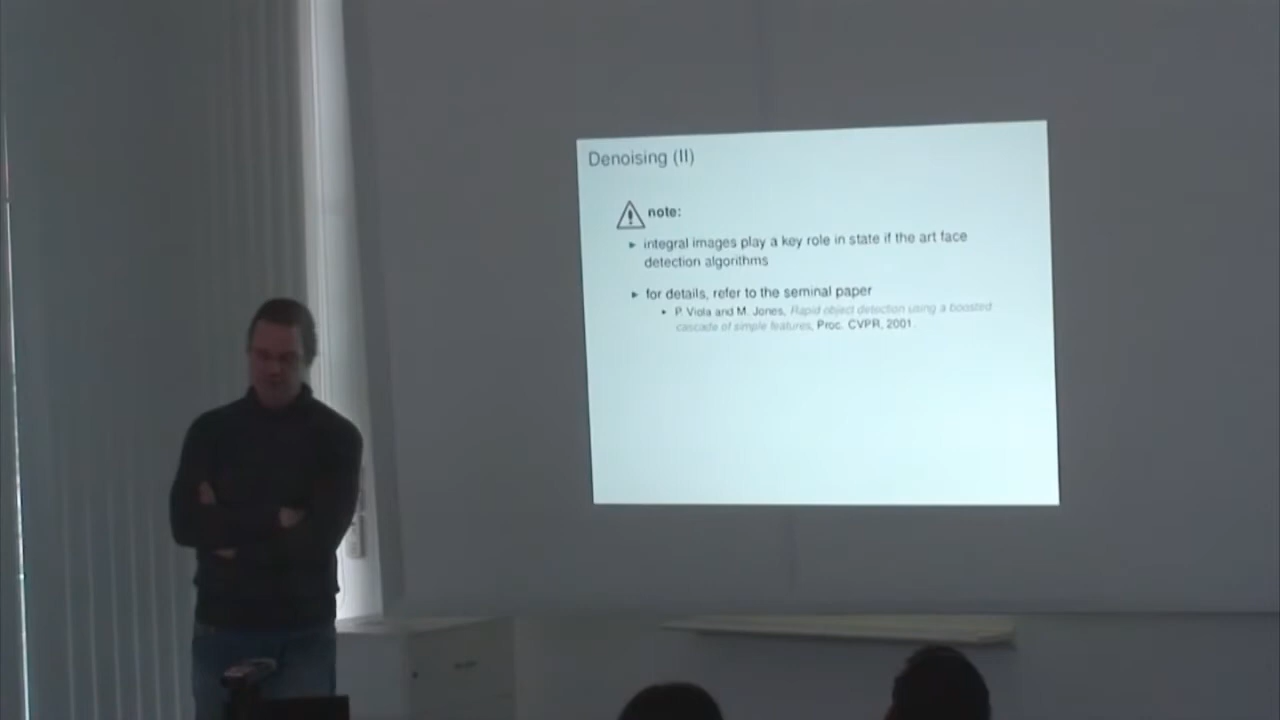 Denoising (II)
note:
▸ integral images play a key role in state if the art face
detection algorithms
▸ for details, refer to the seminal paper
▸ P. Viola and M. Jones, Rapid object detection using a boosted
cascade of simple features, Proc. CVPR, 2001.